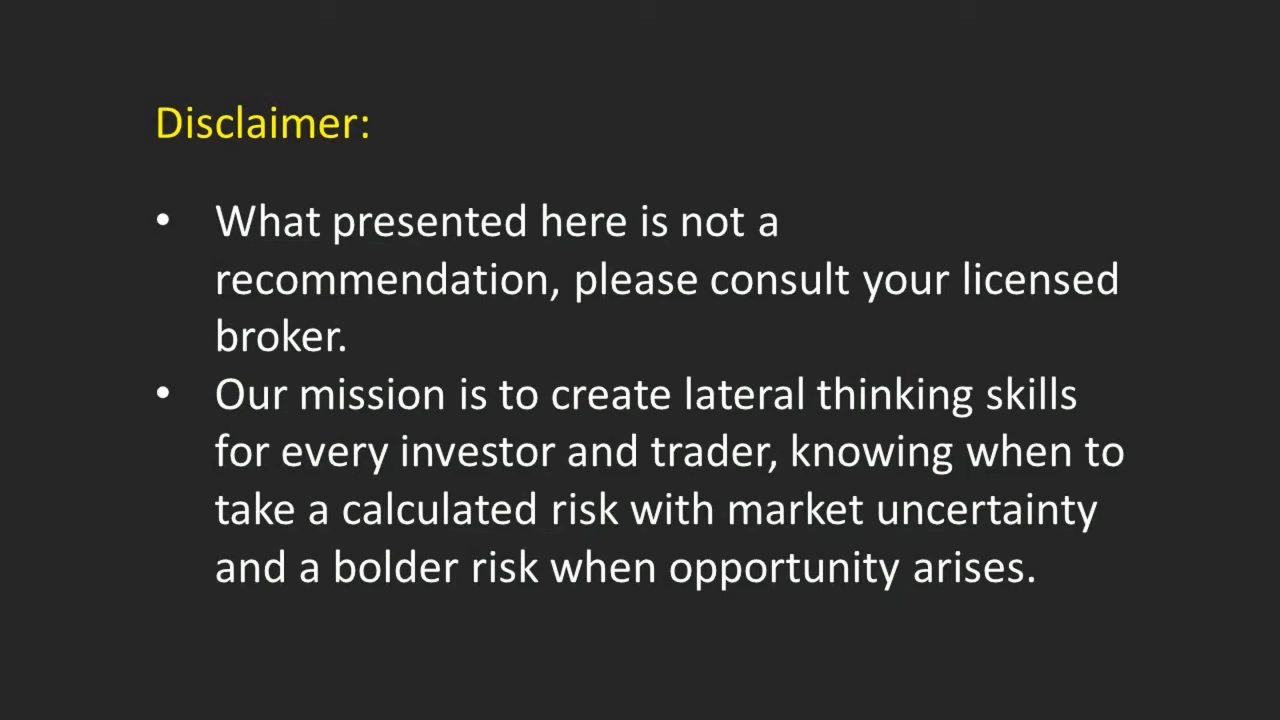 Disclaimer:
• What presented here is not a
recommendation, please consult your licensed
broker.
• Our mission is to create lateral thinking skills
for every investor and trader, knowing when to
take a calculated risk with market uncertainty
and a bolder risk when opportunity arises.